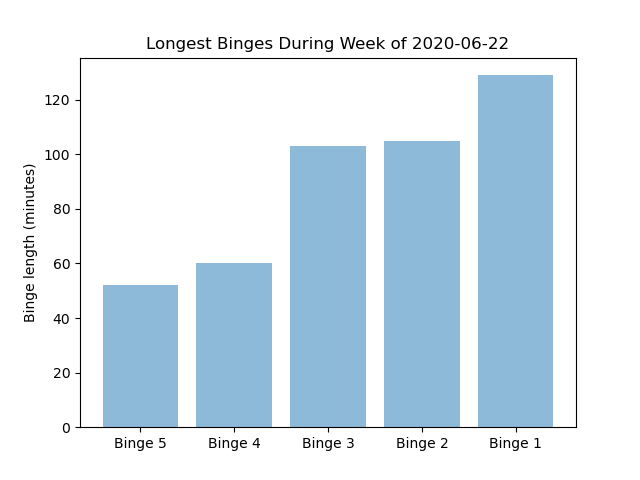 Longest Binges During Week of 2020-06-22
Binge length (minutes)
120
100
80
60
40
20
0
Binge 5
Binge 4
Binge 3
Binge 2
Binge 1